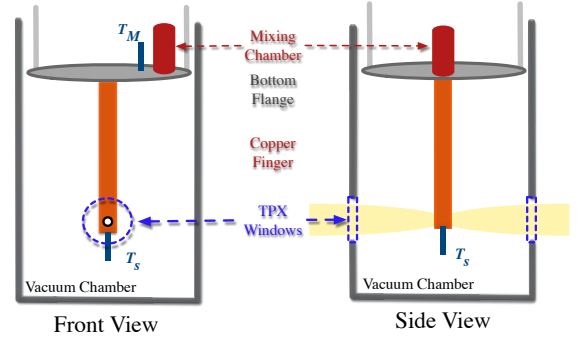 T_M
Mixing
Chamber
Bottom
Flange
Copper
Finger
TPX
Windows
T_s
T_s
Vacuum Chamber
Vacuum Chamber
Front View
Side View